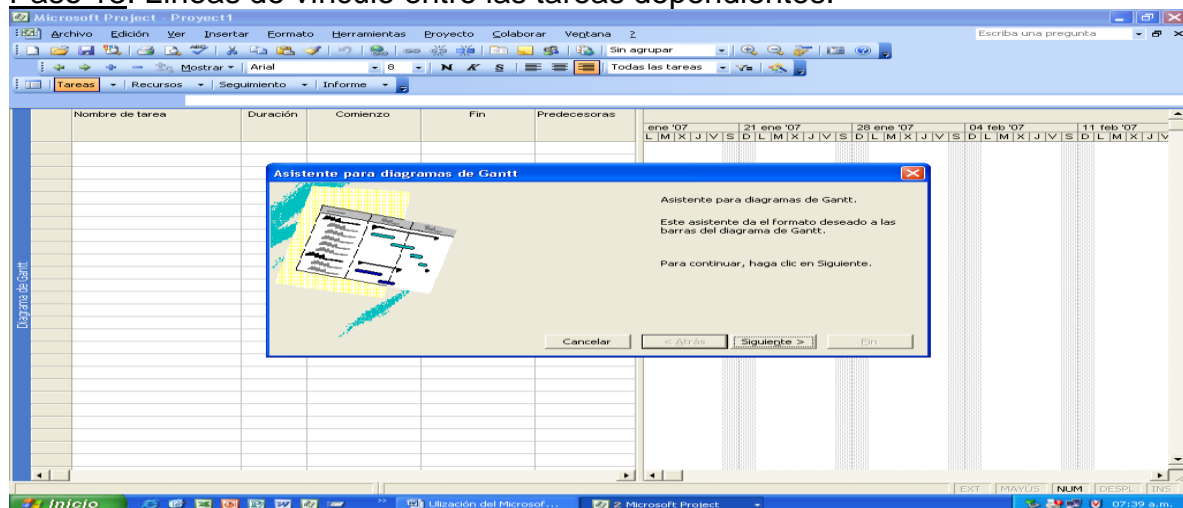 Paso 18: Líneas de vínculo entre las tareas dependientes.
Microsoft Project - Proyect1
Archivo Edición Ver Insertar Formato Herramientas Proyecto Colaborar Ventana ? Escriba una pregunta
Sin agrupar
Mostrar Arial 8 N K S Todas las tareas
Tareas Recursos Seguimiento Informe
Nombre de tarea Duración Comienzo Fin Predecesoras
ene '07 21 ene '07 28 ene '07 04 feb '07 11 feb '07
L M X J V S D L M X J V S D L M X J V S D L M X J V S D L M X J V
Asistente para diagramas de Gantt
Asistente para diagramas de Gantt.
Este asistente da el formato deseado a las
barras del diagrama de Gantt.
Para continuar, haga clic en Siguiente.
Cancelar < Atrás Siguiente > Fin
Diagrama de Gantt
EXT MAYÚS NUM DESPL INS
Inicio Ulización del Microsof... 2 Microsoft Project 07:39 a.m.